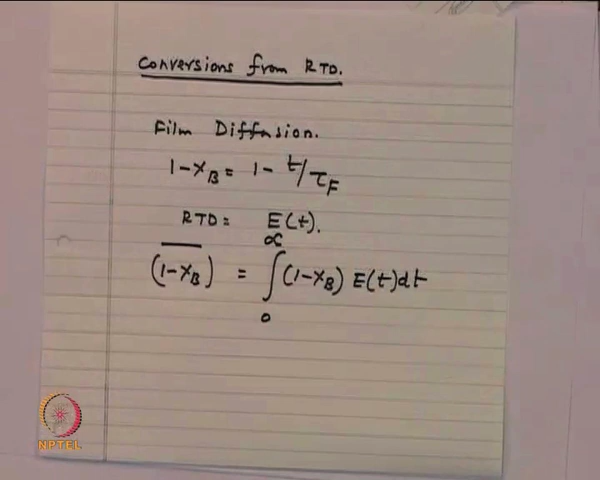 Conversions from RTD.
Film Diffusion.
1-X_B = 1- t/τ_F
RTD = E(t).
(1-X_B)‾ = ∫₀^∞ (1-X_B) E(t)dt
NPTEL